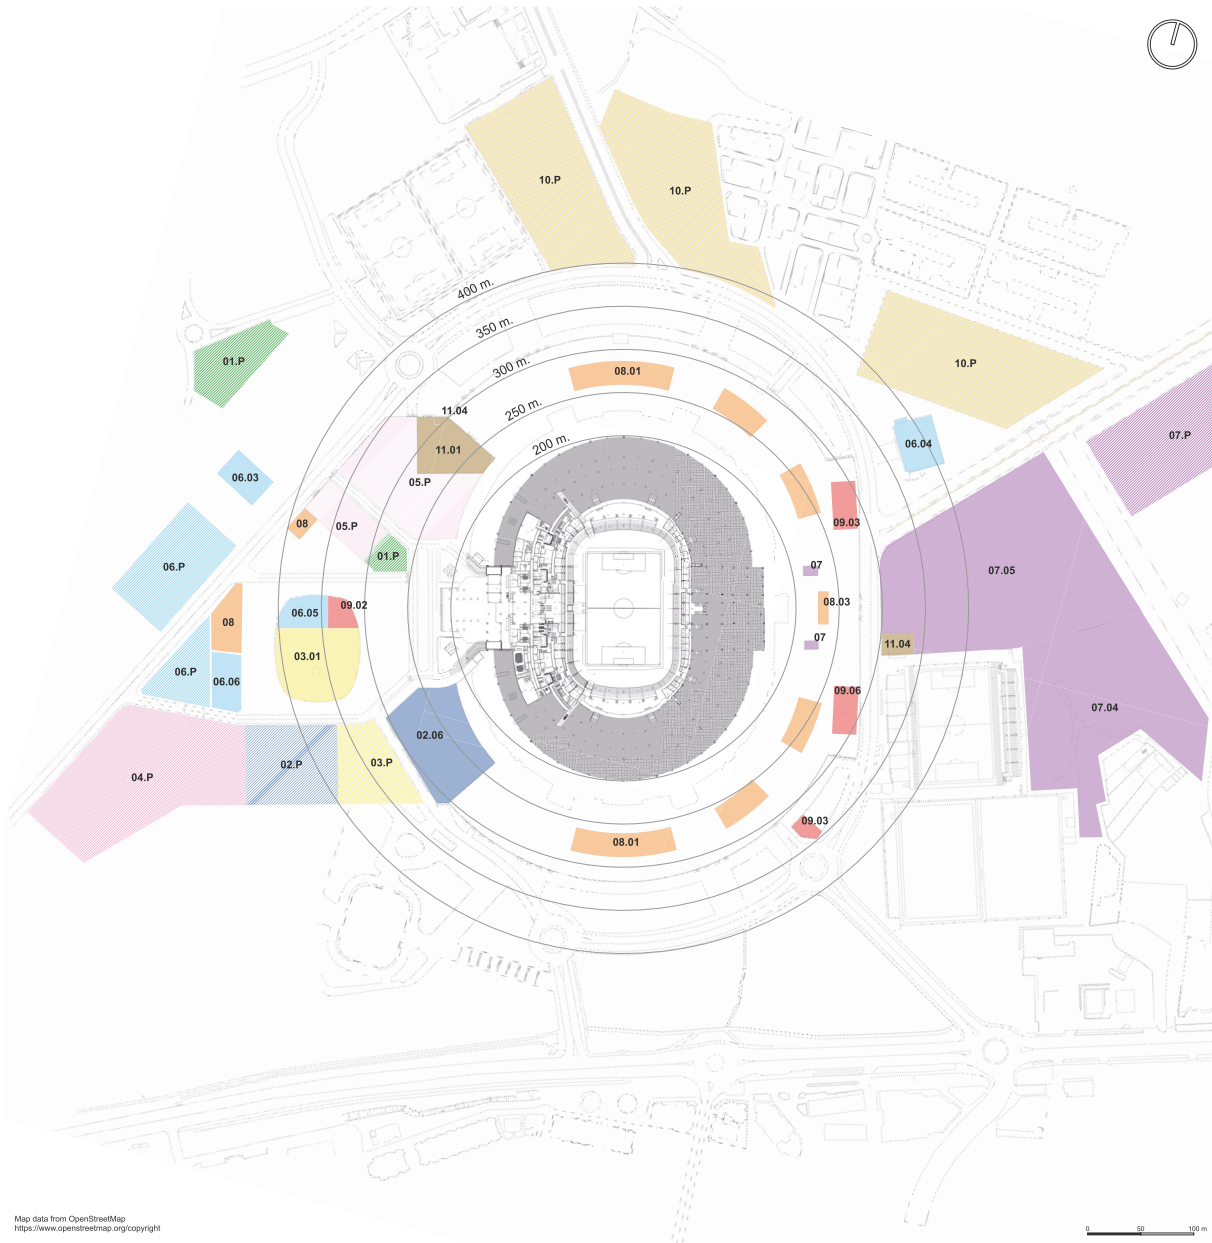 10.P
10.P
400 m.
350 m.
01.P
300 m.
10.P
08.01
250 m.
11.04
200 m.
07.P
06.04
11.01
06.03
05.P
08
05.P
09.03
01.P
06.P
07
07.05
06.05
09.02
08.03
08
07
11.04
03.01
06.P
06.06
09.06
07.04
02.06
02.P
03.P
04.P
09.03
08.01
Map data from OpenStreetMap
https://www.openstreetmap.org/copyright
0 50 100 m